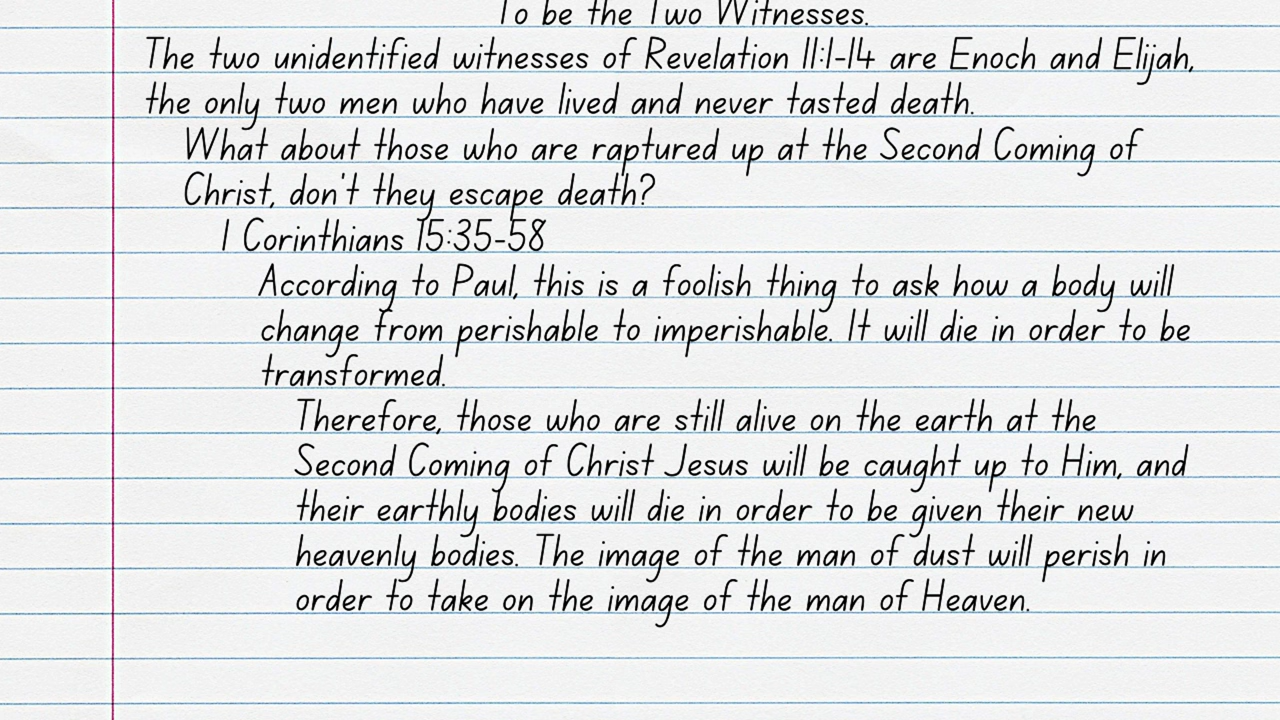 To be the Two Witnesses.
The two unidentified witnesses of Revelation 11:1-14 are Enoch and Elijah,
the only two men who have lived and never tasted death.
What about those who are raptured up at the Second Coming of
Christ, don't they escape death?
1 Corinthians 15:35-58
According to Paul, this is a foolish thing to ask how a body will
change from perishable to imperishable. It will die in order to be
transformed.
Therefore, those who are still alive on the earth at the
Second Coming of Christ Jesus will be caught up to Him, and
their earthly bodies will die in order to be given their new
heavenly bodies. The image of the man of dust will perish in
order to take on the image of the man of Heaven.